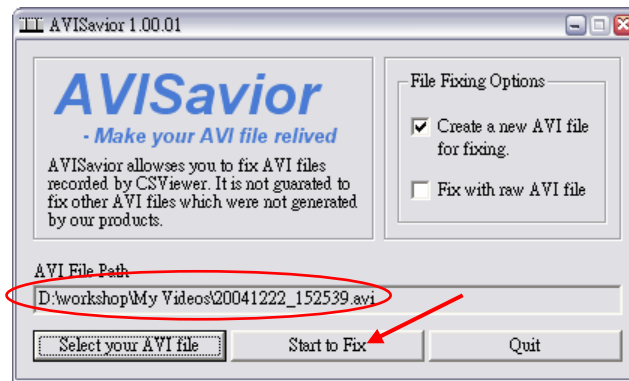 AVISavior 1.00.01
AVISavior
- Make your AVI file relived
AVISavior allowses you to fix AVI files
recorded by CSViewer. It is not guarated to
fix other AVI files which were not generated
by our products.
File Fixing Options
Create a new AVI file
for fixing.
Fix with raw AVI file
AVI File Path
D:\workshop\My Videos\20041222_152539.avi
Select your AVI file
Start to Fix
Quit